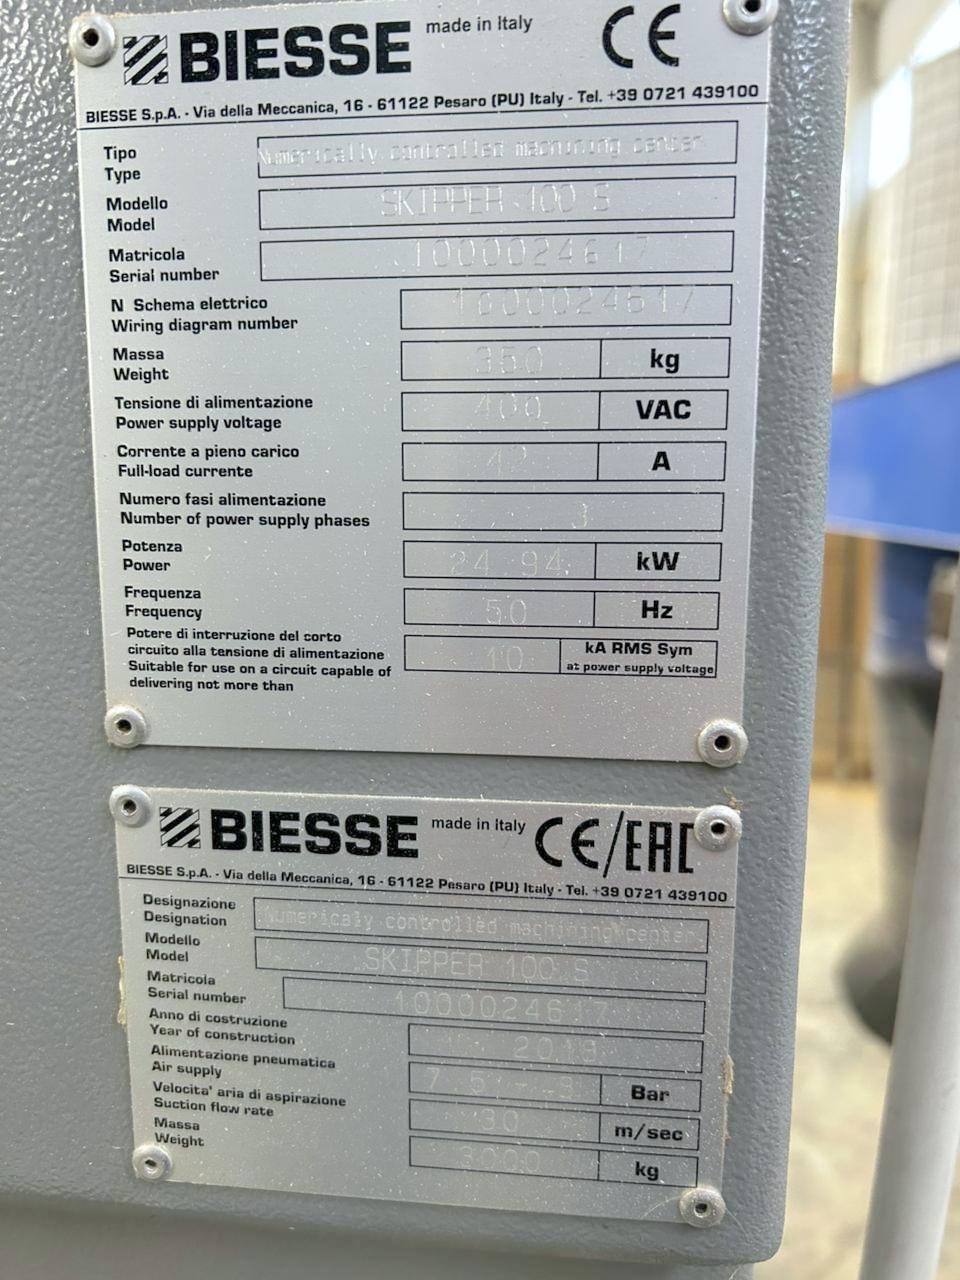 BIESSE made in Italy CE
BIESSE S.p.A. - Via della Meccanica, 16 - 61122 Pesaro (PU) Italy - Tel. +39 0721 439100
Tipo
Type
Numerically controlled machining center
Modello
Model
SKIPPER 100 S
Matricola
Serial number
1000024617
N Schema elettrico
Wiring diagram number
1000024617
Massa
Weight
350 kg
Tensione di alimentazione
Power supply voltage
400 VAC
Corrente a pieno carico
Full-load currente
42 A
Numero fasi alimentazione
Number of power supply phases
3
Potenza
Power
24.94 kW
Frequenza
Frequency
50 Hz
Potere di interruzione del corto
circuito alla tensione di alimentazione
Suitable for use on a circuit capable of
delivering not more than
10 kA RMS Sym
at power supply voltage
BIESSE made in Italy CE/EAC
BIESSE S.p.A. - Via della Meccanica, 16 - 61122 Pesaro (PU) Italy - Tel. +39 0721 439100
Designazione
Designation
Numericaly controlled machining center
Modello
Model
SKIPPER 100 S
Matricola
Serial number
1000024617
Anno di costruzione
Year of construction
Alimentazione pneumatica
Air supply
Bar
Velocita' aria di aspirazione
Suction flow rate
30 m/sec
Massa
Weight
3000 kg